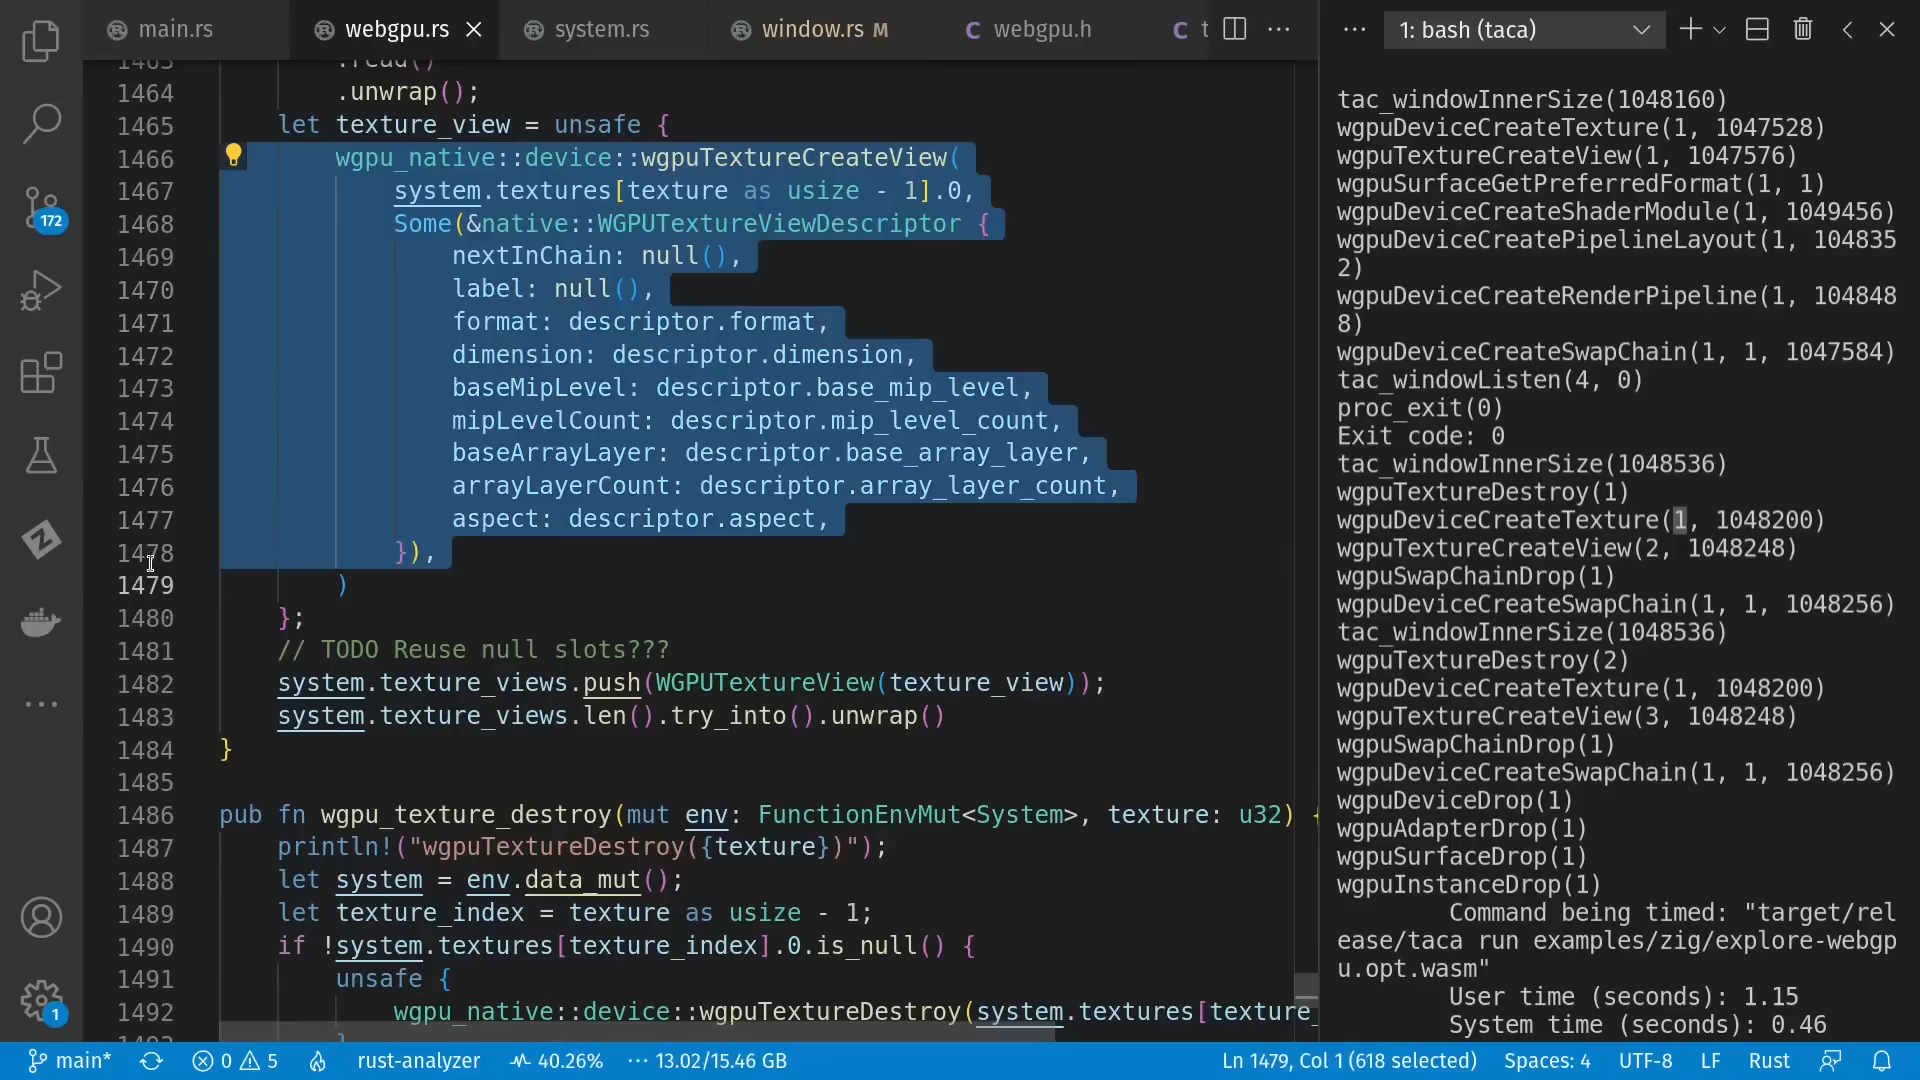 main.rs
webgpu.rs
system.rs
window.rs M
C webgpu.h
C t
1: bash (taca)
1463 .read()
1464 .unwrap();
1465 let texture_view = unsafe {
1466 wgpu_native::device::wgpuTextureCreateView(
1467 system.textures[texture as usize - 1].0,
1468 Some(&native::WGPUTextureViewDescriptor {
1469 nextInChain: null(),
1470 label: null(),
1471 format: descriptor.format,
1472 dimension: descriptor.dimension,
1473 baseMipLevel: descriptor.base_mip_level,
1474 mipLevelCount: descriptor.mip_level_count,
1475 baseArrayLayer: descriptor.base_array_layer,
1476 arrayLayerCount: descriptor.array_layer_count,
1477 aspect: descriptor.aspect,
1478 }),
1479 )
1480 };
1481 // TODO Reuse null slots???
1482 system.texture_views.push(WGPUTextureView(texture_view));
1483 system.texture_views.len().try_into().unwrap()
1484 }
1485
1486 pub fn wgpu_texture_destroy(mut env: FunctionEnvMut<System>, texture: u32) {
1487 println!("wgpuTextureDestroy({texture})");
1488 let system = env.data_mut();
1489 let texture_index = texture as usize - 1;
1490 if !system.textures[texture_index].0.is_null() {
1491 unsafe {
1492 wgpu_native::device::wgpuTextureDestroy(system.textures[texture_
tac_windowInnerSize(1048160)
wgpuDeviceCreateTexture(1, 1047528)
wgpuTextureCreateView(1, 1047576)
wgpuSurfaceGetPreferredFormat(1, 1)
wgpuDeviceCreateShaderModule(1, 1049456)
wgpuDeviceCreatePipelineLayout(1, 104835
2)
wgpuDeviceCreateRenderPipeline(1, 104848
8)
wgpuDeviceCreateSwapChain(1, 1, 1047584)
tac_windowListen(4, 0)
proc_exit(0)
Exit code: 0
tac_windowInnerSize(1048536)
wgpuTextureDestroy(1)
wgpuDeviceCreateTexture(1, 1048200)
wgpuTextureCreateView(2, 1048248)
wgpuSwapChainDrop(1)
wgpuDeviceCreateSwapChain(1, 1, 1048256)
tac_windowInnerSize(1048536)
wgpuTextureDestroy(2)
wgpuDeviceCreateTexture(1, 1048200)
wgpuTextureCreateView(3, 1048248)
wgpuSwapChainDrop(1)
wgpuDeviceCreateSwapChain(1, 1, 1048256)
wgpuDeviceDrop(1)
wgpuAdapterDrop(1)
wgpuSurfaceDrop(1)
wgpuInstanceDrop(1)
Command being timed: "target/rel
ease/taca run examples/zig/explore-webgp
u.opt.wasm"
User time (seconds): 1.15
System time (seconds): 0.46
172
1
main* 0 5 rust-analyzer 40.26% 13.02/15.46 GB Ln 1479, Col 1 (618 selected) Spaces: 4 UTF-8 LF Rust